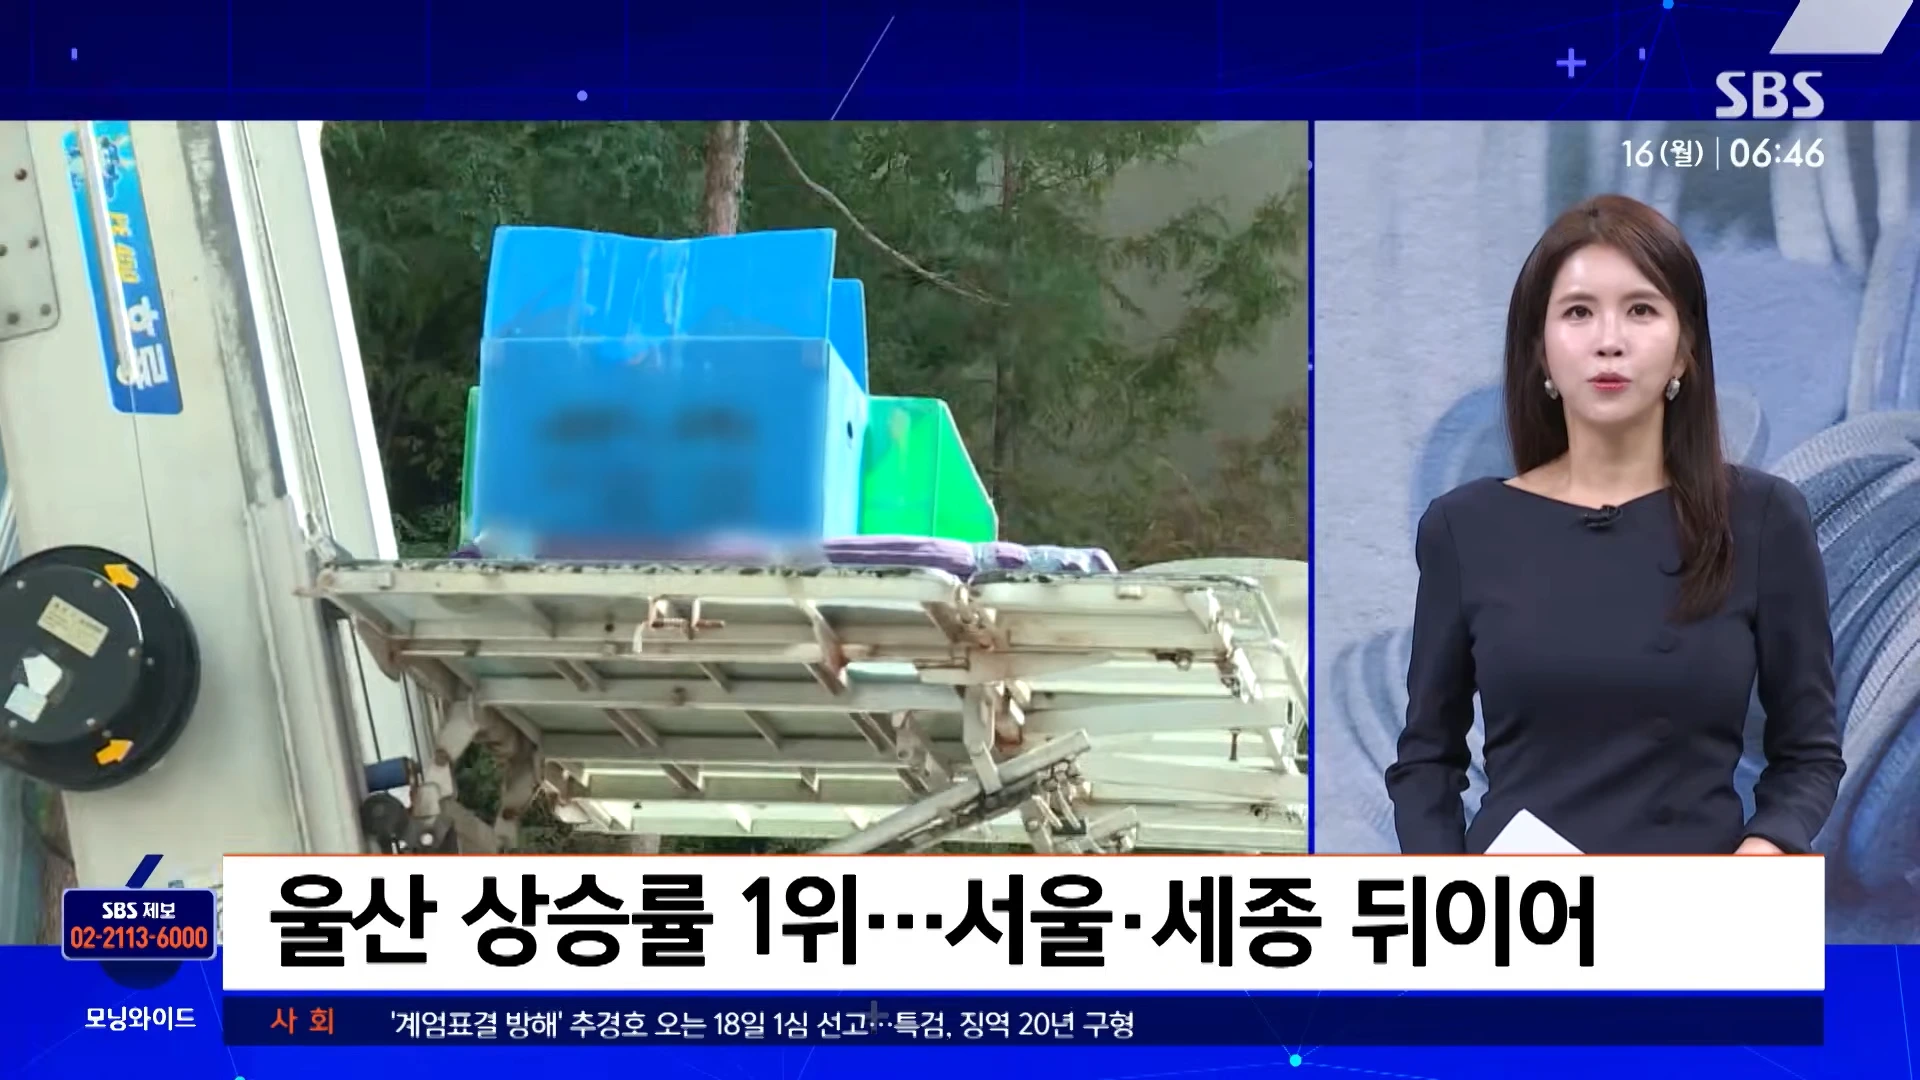 SBS
16(월) | 06:46
울산 상승률 1위…서울·세종 뒤이어
SBS 제보
02-2113-6000
모닝와이드
사회 '계엄표결 방해' 추경호 오는 18일 1심 선고…특검, 징역 20년 구형